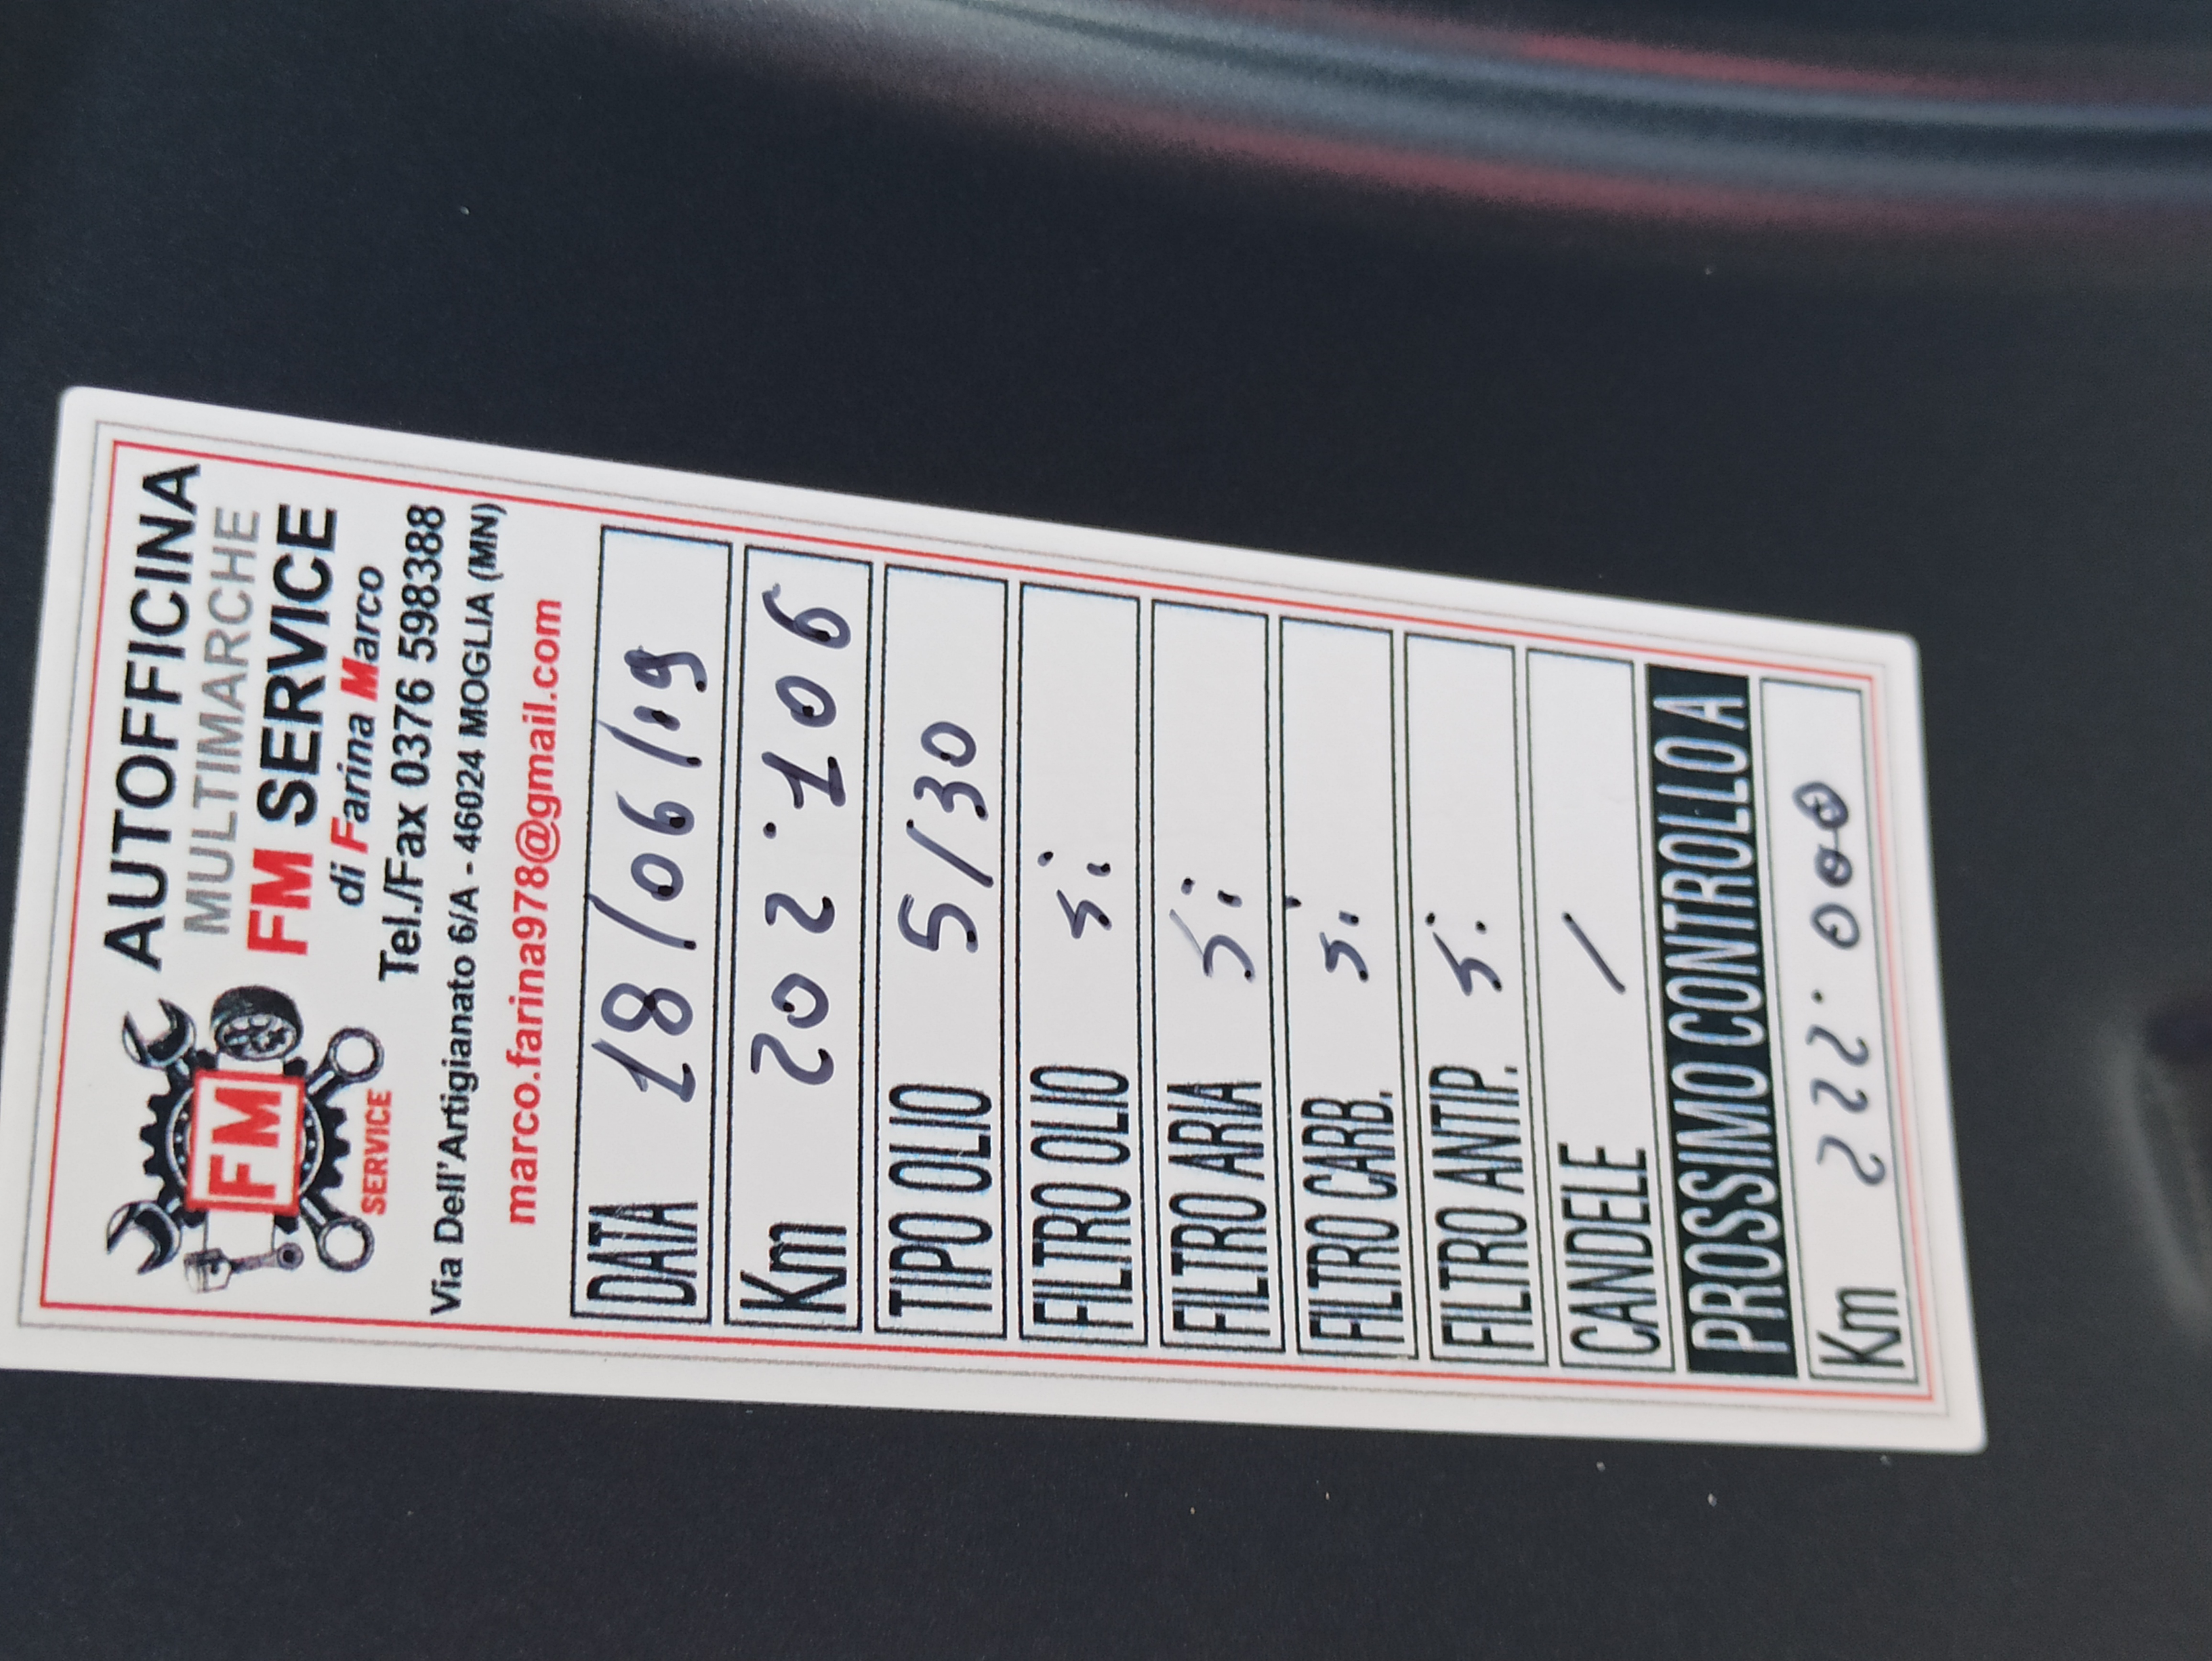 AUTOFFICINA
MULTIMARCHE
FM SERVICE
di Farina Marco
FM
SERVICE
Tel./Fax 0376 598388
Via Dell'Artigianato 6/A - 46024 MOGLIA (MN)
marco.farina978@gmail.com
DATA 18/06/19
Km 202.106
TIPO OLIO 5/30
FILTRO OLIO si
FILTRO ARIA si
FILTRO CARB. si
FILTRO ANTIP. si
CANDELE /
PROSSIMO CONTROLLO A
Km 222.000